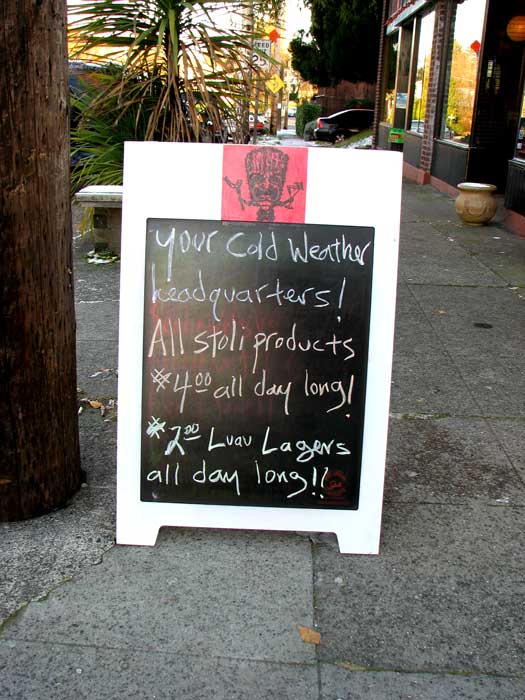 Your Cold Weather
headquarters!
All stoli products
$4.00 all day long!
$2.00 Luau Lagers
all day long!!